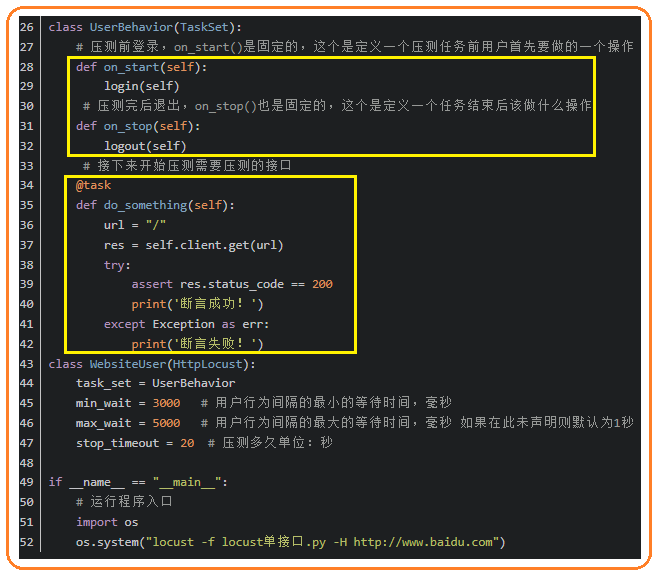 26 class UserBehavior(TaskSet):
27     # 压测前登录，on_start()是固定的，这个是定义一个压测任务前用户首先要做的一个操作
28     def on_start(self):
29         login(self)
30      # 压测完后退出，on_stop()也是固定的，这个是定义一个任务结束后该做什么操作
31     def on_stop(self):
32         logout(self)
33      # 接下来开始压测需要压测的接口
34     @task
35     def do_something(self):
36         url = "/"
37         res = self.client.get(url)
38         try:
39             assert res.status_code == 200
40             print('断言成功！')
41         except Exception as err:
42             print('断言失败！')
43 class WebsiteUser(HttpLocust):
44     task_set = UserBehavior
45     min_wait = 3000   # 用户行为间隔的最小的等待时间，毫秒
46     max_wait = 5000   # 用户行为间隔的最大的等待时间，毫秒 如果在此未声明则默认为1秒
47     stop_timeout = 20  # 压测多久单位：秒
48
49 if __name__ == "__main__":
50     # 运行程序入口
51     import os
52     os.system("locust -f locust单接口.py -H http://www.baidu.com")